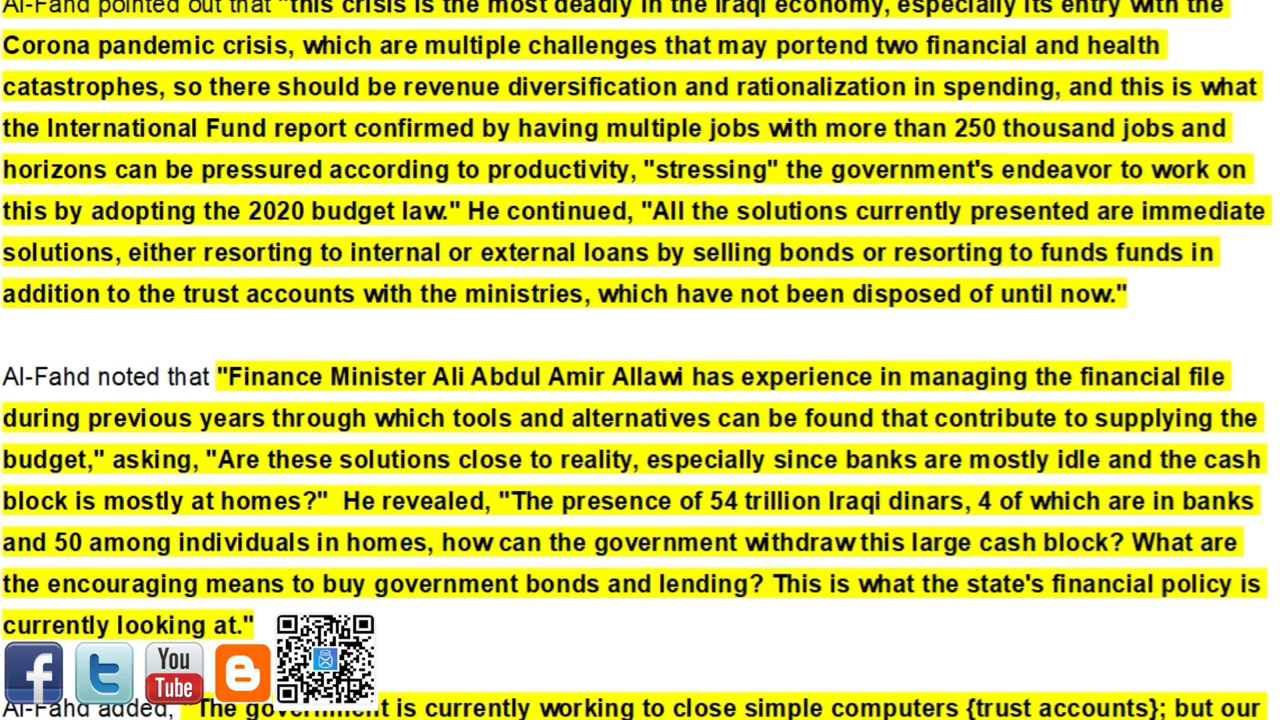 Al-Fahd pointed out that "this crisis is the most deadly in the Iraqi economy, especially its entry with the
Corona pandemic crisis, which are multiple challenges that may portend two financial and health
catastrophes, so there should be revenue diversification and rationalization in spending, and this is what
the International Fund report confirmed by having multiple jobs with more than 250 thousand jobs and
horizons can be pressured according to productivity, "stressing" the government's endeavor to work on
this by adopting the 2020 budget law." He continued, "All the solutions currently presented are immediate
solutions, either resorting to internal or external loans by selling bonds or resorting to funds funds in
addition to the trust accounts with the ministries, which have not been disposed of until now."
Al-Fahd noted that "Finance Minister Ali Abdul Amir Allawi has experience in managing the financial file
during previous years through which tools and alternatives can be found that contribute to supplying the
budget," asking, "Are these solutions close to reality, especially since banks are mostly idle and the cash
block is mostly at homes?" He revealed, "The presence of 54 trillion Iraqi dinars, 4 of which are in banks
and 50 among individuals in homes, how can the government withdraw this large cash block? What are
the encouraging means to buy government bonds and lending? This is what the state's financial policy is
currently looking at."
You
Tube
Al-Fahd added, "The government is currently working to close simple computers {trust accounts}; but our